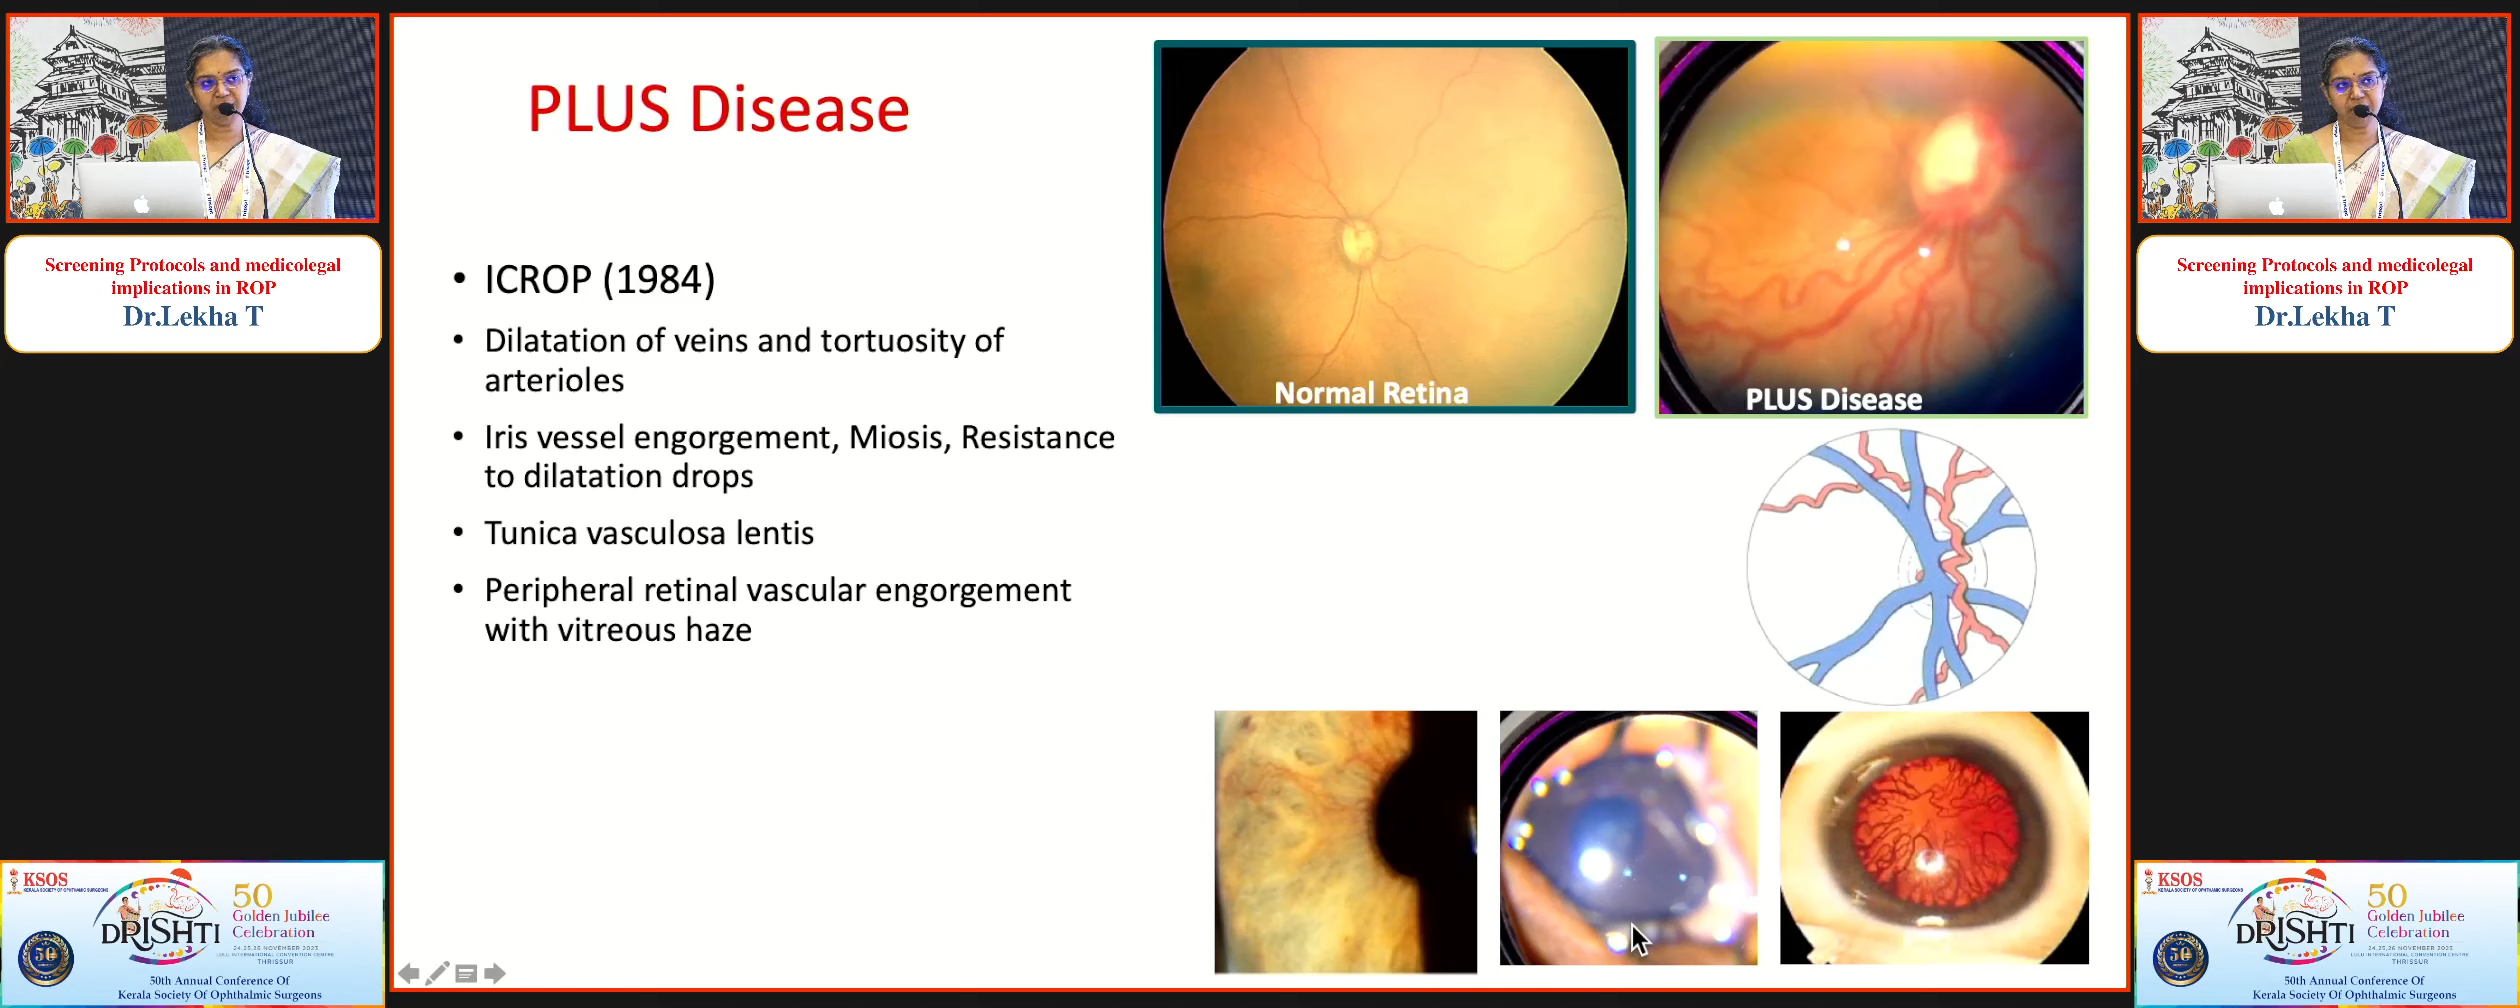 Screening Protocols and medicolegal
implications in ROP
Dr.Lekha T
PLUS Disease
• ICROP (1984)
• Dilatation of veins and tortuosity of
arterioles
• Iris vessel engorgement, Miosis, Resistance
to dilatation drops
• Tunica vasculosa lentis
• Peripheral retinal vascular engorgement
with vitreous haze
Normal Retina
PLUS Disease
Screening Protocols and medicolegal
implications in ROP
Dr.Lekha T
KSOS
KERALA SOCIETY OF OPHTHALMIC SURGEONS
DRISHTI
50
Golden Jubilee
Celebration
24,25,26 NOVEMBER 2023
LULU INTERNATIONAL CONVENTION CENTRE
THRISSUR
50
50th Annual Conference Of
Kerala Society Of Ophthalmic Surgeons
KSOS
KERALA SOCIETY OF OPHTHALMIC SURGEONS
DRISHTI
50
Golden Jubilee
Celebration
24,25,26 NOVEMBER 2023
LULU INTERNATIONAL CONVENTION CENTRE
THRISSUR
50
50th Annual Conference Of
Kerala Society Of Ophthalmic Surgeons